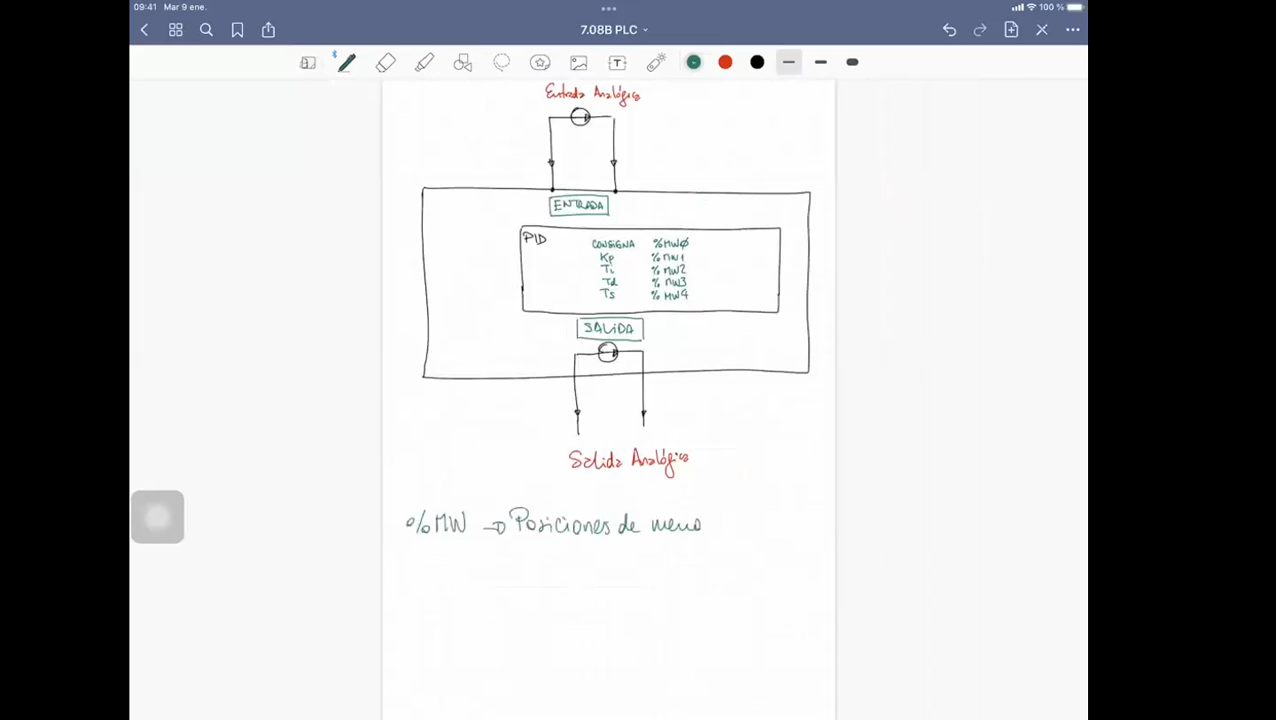 09:41 Mar 9 ene.
100 %
7.08B PLC
T
Entrada Analógica
ENTRADA
PID
CONSIGNA %MWØ
Kp %MW1
Ti %MW2
Td %MW3
Ts %MW4
SALIDA
Salida Analógica
%MW → Posiciones de memo